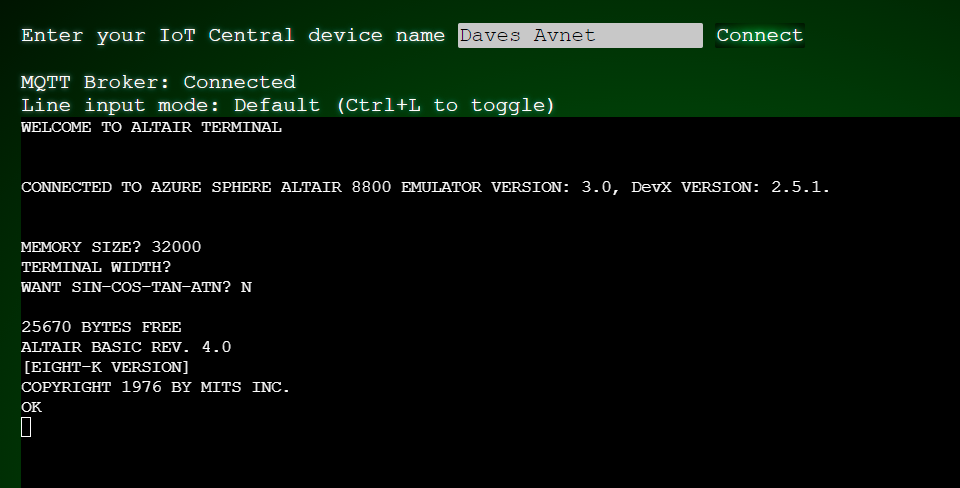 Enter your IoT Central device name Daves Avnet Connect
MQTT Broker: Connected
Line input mode: Default (Ctrl+L to toggle)
WELCOME TO ALTAIR TERMINAL
CONNECTED TO AZURE SPHERE ALTAIR 8800 EMULATOR VERSION: 3.0, DevX VERSION: 2.5.1.
MEMORY SIZE? 32000
TERMINAL WIDTH?
WANT SIN-COS-TAN-ATN? N
25670 BYTES FREE
ALTAIR BASIC REV. 4.0
[EIGHT-K VERSION]
COPYRIGHT 1976 BY MITS INC.
OK